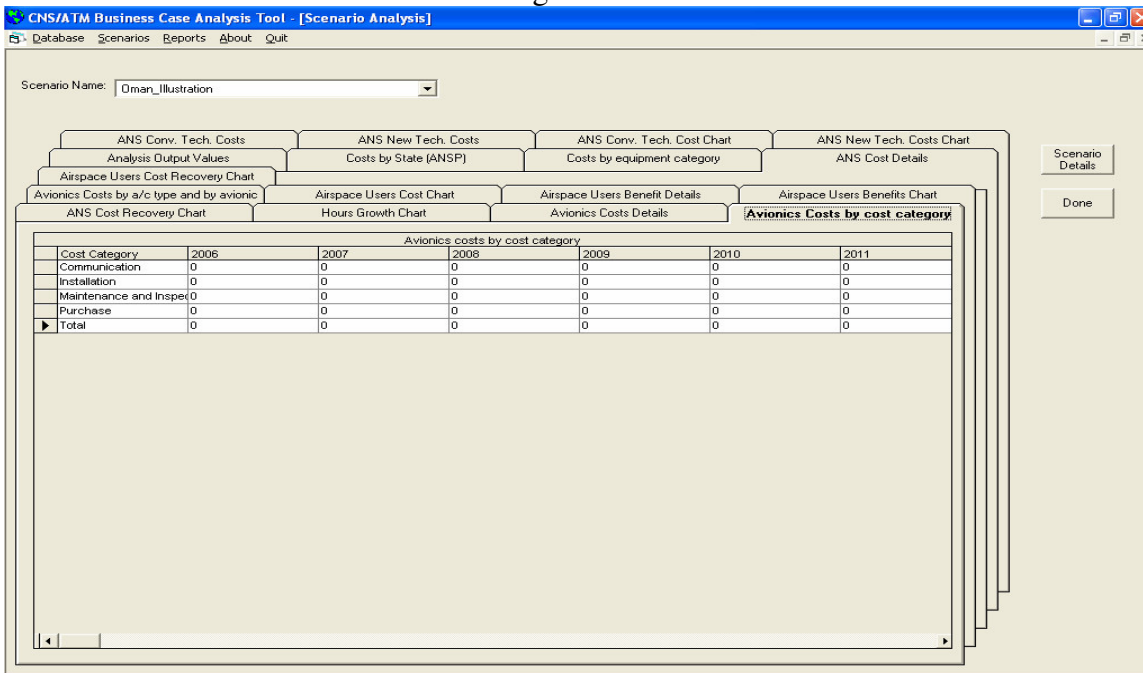 CNS/ATM Business Case Analysis Tool - [Scenario Analysis]
Database Scenarios Reports About Quit
Scenario Name: Oman_Illustration
ANS Conv. Tech. Costs ANS New Tech. Costs ANS Conv. Tech. Cost Chart ANS New Tech. Costs Chart
Analysis Output Values Costs by State (ANSP) Costs by equipment category ANS Cost Details
Scenario Details
Airspace Users Cost Recovery Chart
Avionics Costs by a/c type and by avionic Airspace Users Cost Chart Airspace Users Benefit Details Airspace Users Benefits Chart
Done
ANS Cost Recovery Chart Hours Growth Chart Avionics Costs Details Avionics Costs by cost category
Avionics costs by cost category
Cost Category 2006 2007 2008 2009 2010 2011
Communication 0 0 0 0 0 0
Installation 0 0 0 0 0 0
Maintenance and Inspec 0 0 0 0 0 0
Purchase 0 0 0 0 0 0
Total 0 0 0 0 0 0